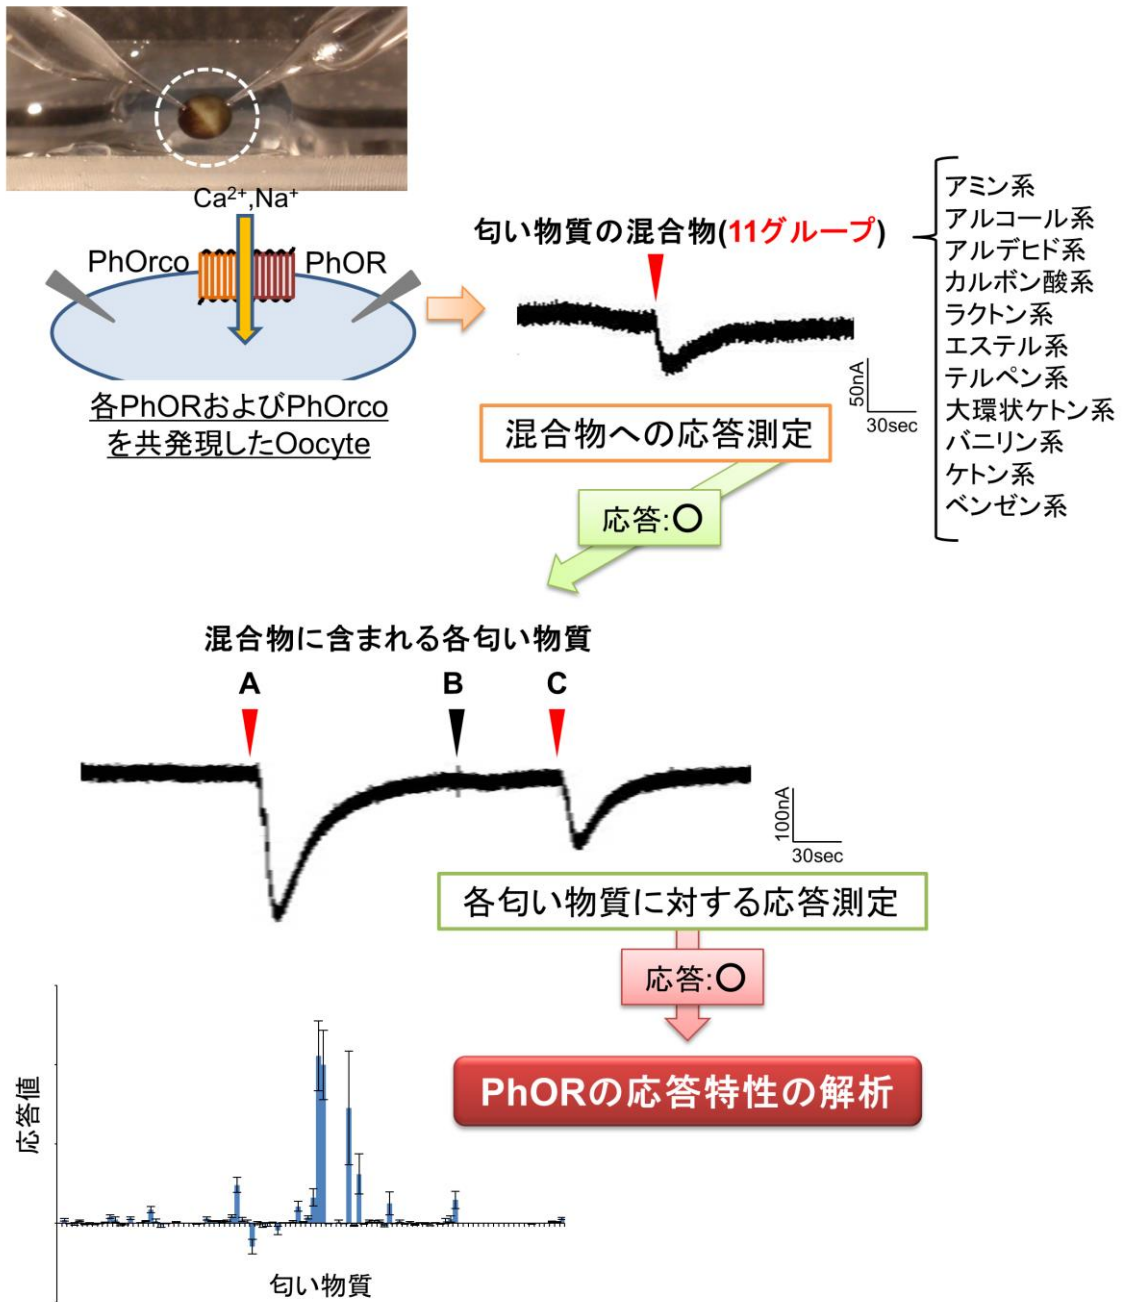 Ca²⁺,Na⁺
PhOrco
PhOR
各PhORおよびPhOrco
を共発現したOocyte
匂い物質の混合物(11グループ)
アミン系
アルコール系
アルデヒド系
カルボン酸系
ラクトン系
エステル系
テルペン系
大環状ケトン系
バニリン系
ケトン系
ベンゼン系
50nA
30sec
混合物への応答測定
応答:〇
混合物に含まれる各匂い物質
A
B
C
100nA
30sec
各匂い物質に対する応答測定
応答:〇
PhORの応答特性の解析
応答値
匂い物質